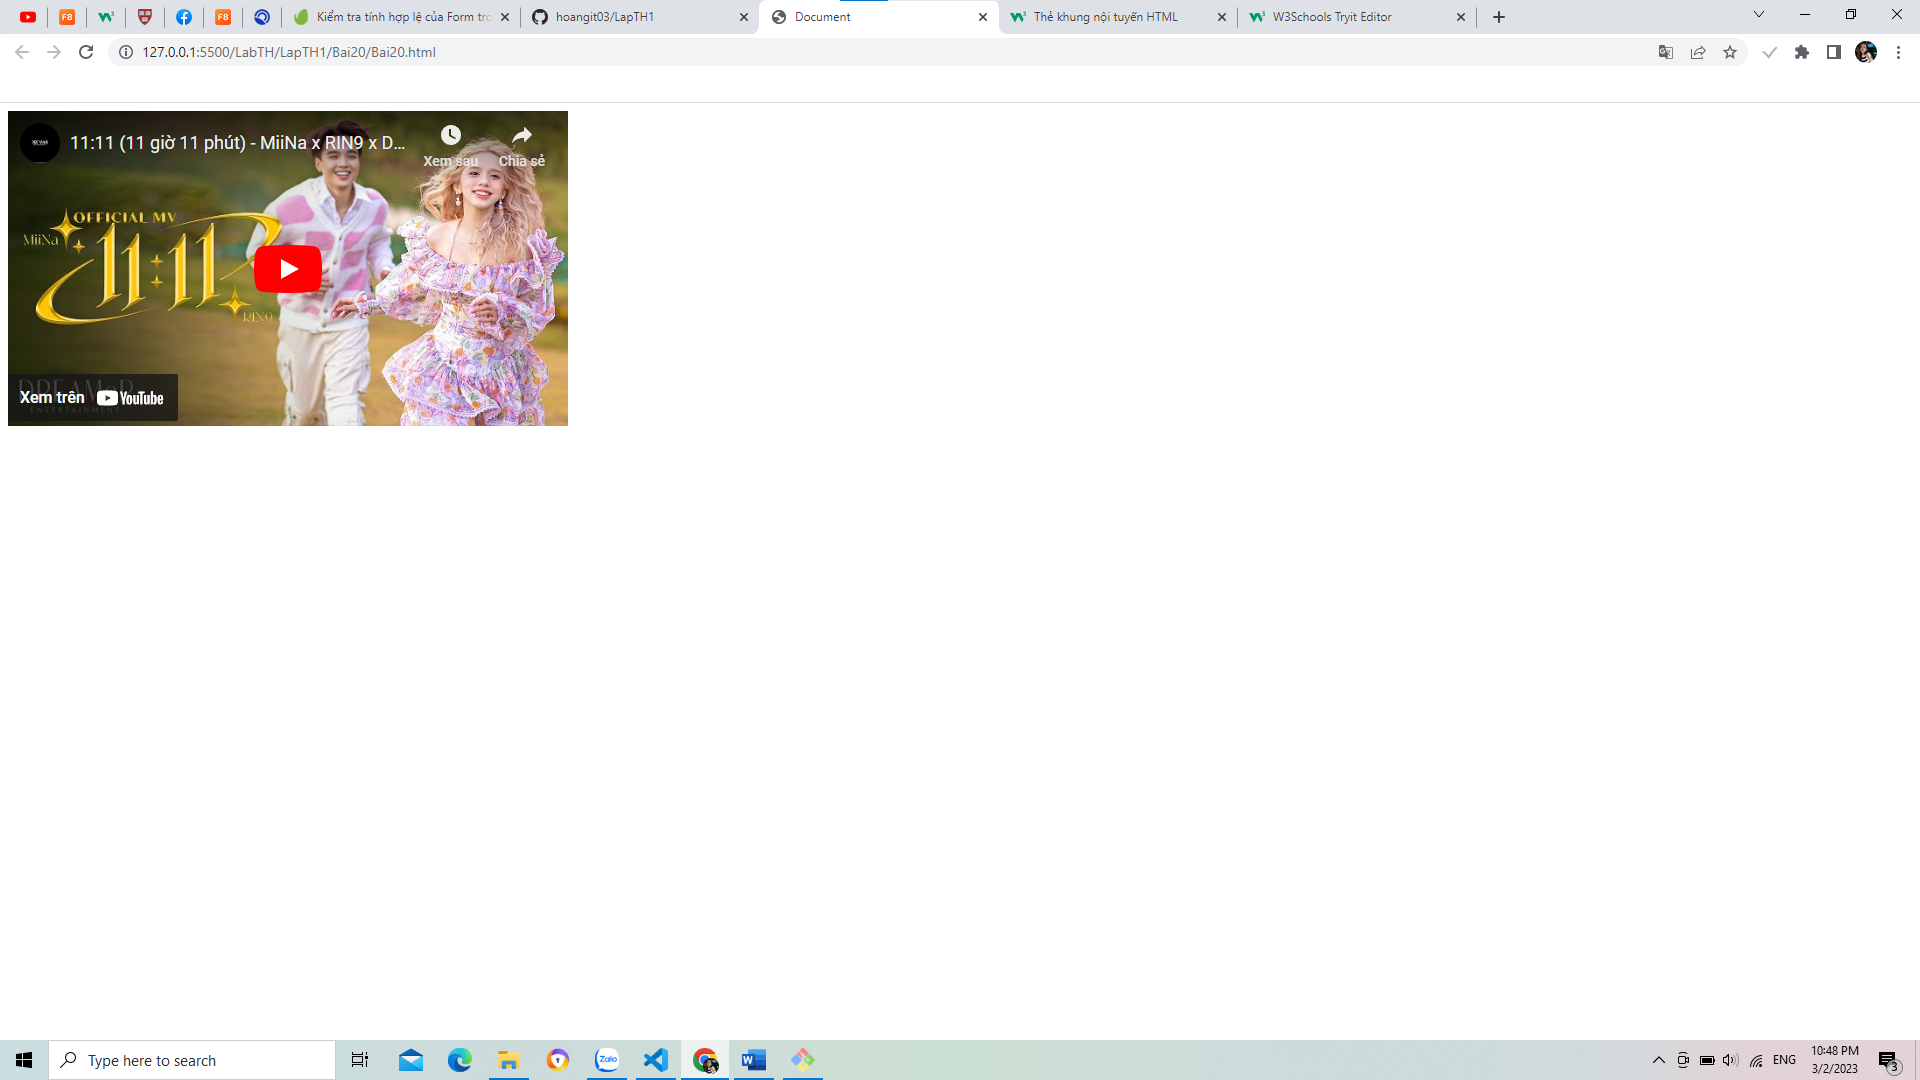 F8
F8
Kiểm tra tính hợp lệ của Form tro
hoangit03/LapTH1
Document
Thẻ khung nội tuyến HTML
W3Schools Tryit Editor
127.0.0.1:5500/LabTH/LapTH1/Bai20/Bai20.html
11:11 (11 giờ 11 phút) - MiiNa x RIN9 x D...
Xem sau
Chia sẻ
OFFICIAL MV
MiiNa
11:11
RIN9
DREAMeR
ENTERTAINMENT
Xem trên YouTube
Type here to search
Zalo
ENG
10:48 PM
3/2/2023
3